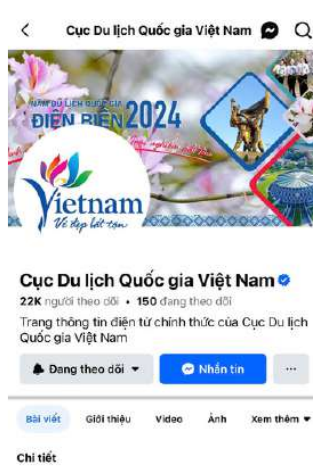 Cục Du lịch Quốc gia Việt Nam
NĂM DU LỊCH QUỐC GIA
ĐIỆN BIÊN 2024
Vietnam
Vẻ đẹp bất tận
Cục Du lịch Quốc gia Việt Nam
22K người theo dõi • 150 đang theo dõi
Trang thông tin điện tử chính thức của Cục Du lịch
Quốc gia Việt Nam
Đang theo dõi
Nhắn tin
...
Bài viết Giới thiệu Video Ảnh Xem thêm
Chi tiết